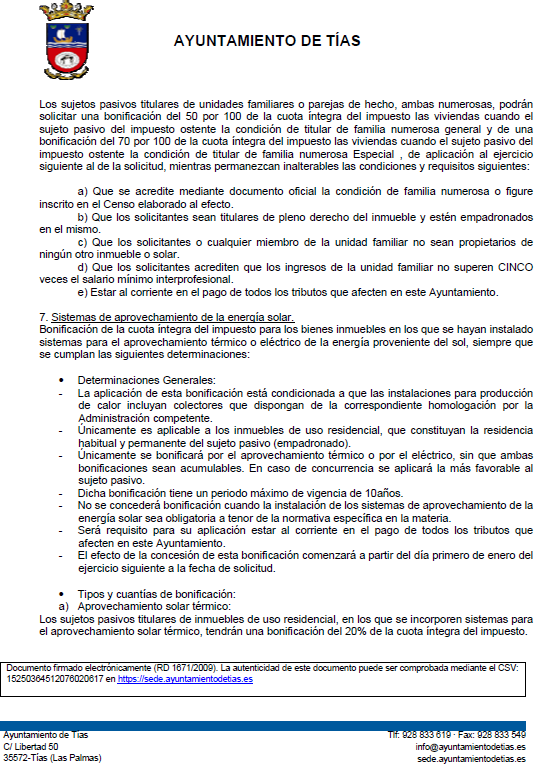 AYUNTAMIENTO DE TÍAS
Los sujetos pasivos titulares de unidades familiares o parejas de hecho, ambas numerosas, podrán
solicitar una bonificación del 50 por 100 de la cuota íntegra del impuesto las viviendas cuando el
sujeto pasivo del impuesto ostente la condición de titular de familia numerosa general y de una
bonificación del 70 por 100 de la cuota íntegra del impuesto las viviendas cuando el sujeto pasivo del
impuesto ostente la condición de titular de familia numerosa Especial , de aplicación al ejercicio
siguiente al de la solicitud, mientras permanezcan inalterables las condiciones y requisitos siguientes:
a) Que se acredite mediante documento oficial la condición de familia numerosa o figure
inscrito en el Censo elaborado al efecto.
b) Que los solicitantes sean titulares de pleno derecho del inmueble y estén empadronados
en el mismo.
c) Que los solicitantes o cualquier miembro de la unidad familiar no sean propietarios de
ningún otro inmueble o solar.
d) Que los solicitantes acrediten que los ingresos de la unidad familiar no superen CINCO
veces el salario mínimo interprofesional.
e) Estar al corriente en el pago de todos los tributos que afecten en este Ayuntamiento.
7. Sistemas de aprovechamiento de la energía solar.
Bonificación de la cuota íntegra del impuesto para los bienes inmuebles en los que se hayan instalado
sistemas para el aprovechamiento térmico o eléctrico de la energía proveniente del sol, siempre que
se cumplan las siguientes determinaciones:
• Determinaciones Generales:
- La aplicación de esta bonificación está condicionada a que las instalaciones para producción
de calor incluyan colectores que dispongan de la correspondiente homologación por la
Administración competente.
- Únicamente es aplicable a los inmuebles de uso residencial, que constituyan la residencia
habitual y permanente del sujeto pasivo (empadronado).
- Únicamente se bonificará por el aprovechamiento térmico o por el eléctrico, sin que ambas
bonificaciones sean acumulables. En caso de concurrencia se aplicará la más favorable al
sujeto pasivo.
- Dicha bonificación tiene un periodo máximo de vigencia de 10años.
- No se concederá bonificación cuando la instalación de los sistemas de aprovechamiento de la
energía solar sea obligatoria a tenor de la normativa específica en la materia.
- Será requisito para su aplicación estar al corriente en el pago de todos los tributos que
afecten en este Ayuntamiento.
- El efecto de la concesión de esta bonificación comenzará a partir del día primero de enero del
ejercicio siguiente a la fecha de solicitud.
• Tipos y cuantías de bonificación:
a) Aprovechamiento solar térmico:
Los sujetos pasivos titulares de inmuebles de uso residencial, en los que se incorporen sistemas para
el aprovechamiento solar térmico, tendrán una bonificación del 20% de la cuota íntegra del impuesto.
Documento firmado electrónicamente (RD 1671/2009). La autenticidad de este documento puede ser comprobada mediante el CSV:
15250364512076020617 en https://sede.ayuntamientodetias.es
Ayuntamiento de Tías
C/ Libertad 50
35572-Tías (Las Palmas)
Tlf: 928 833 619 · Fax: 928 833 549
info@ayuntamientodetias.es
sede.ayuntamientodetias.es